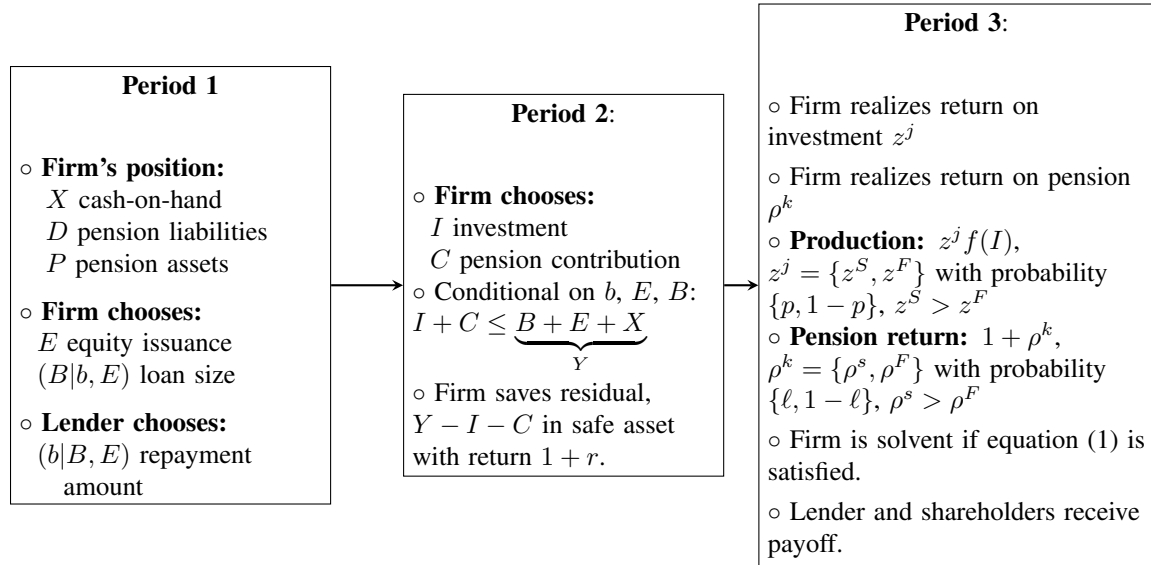 Period 1
○ Firm's position:
X cash-on-hand
D pension liabilities
P pension assets
○ Firm chooses:
E equity issuance
(B|b, E) loan size
○ Lender chooses:
(b|B, E) repayment
amount
Period 2:
○ Firm chooses:
I investment
C pension contribution
○ Conditional on b, E, B:
I + C ≤ B + E + X
Y
○ Firm saves residual,
Y − I − C in safe asset
with return 1 + r.
Period 3:
○ Firm realizes return on
investment z^j
○ Firm realizes return on pension
ρ^k
○ Production: z^j f(I),
z^j = {z^S, z^F} with probability
{p, 1 − p}, z^S > z^F
○ Pension return: 1 + ρ^k,
ρ^k = {ρ^s, ρ^F} with probability
{ℓ, 1 − ℓ}, ρ^s > ρ^F
○ Firm is solvent if equation (1) is
satisfied.
○ Lender and shareholders receive
payoff.